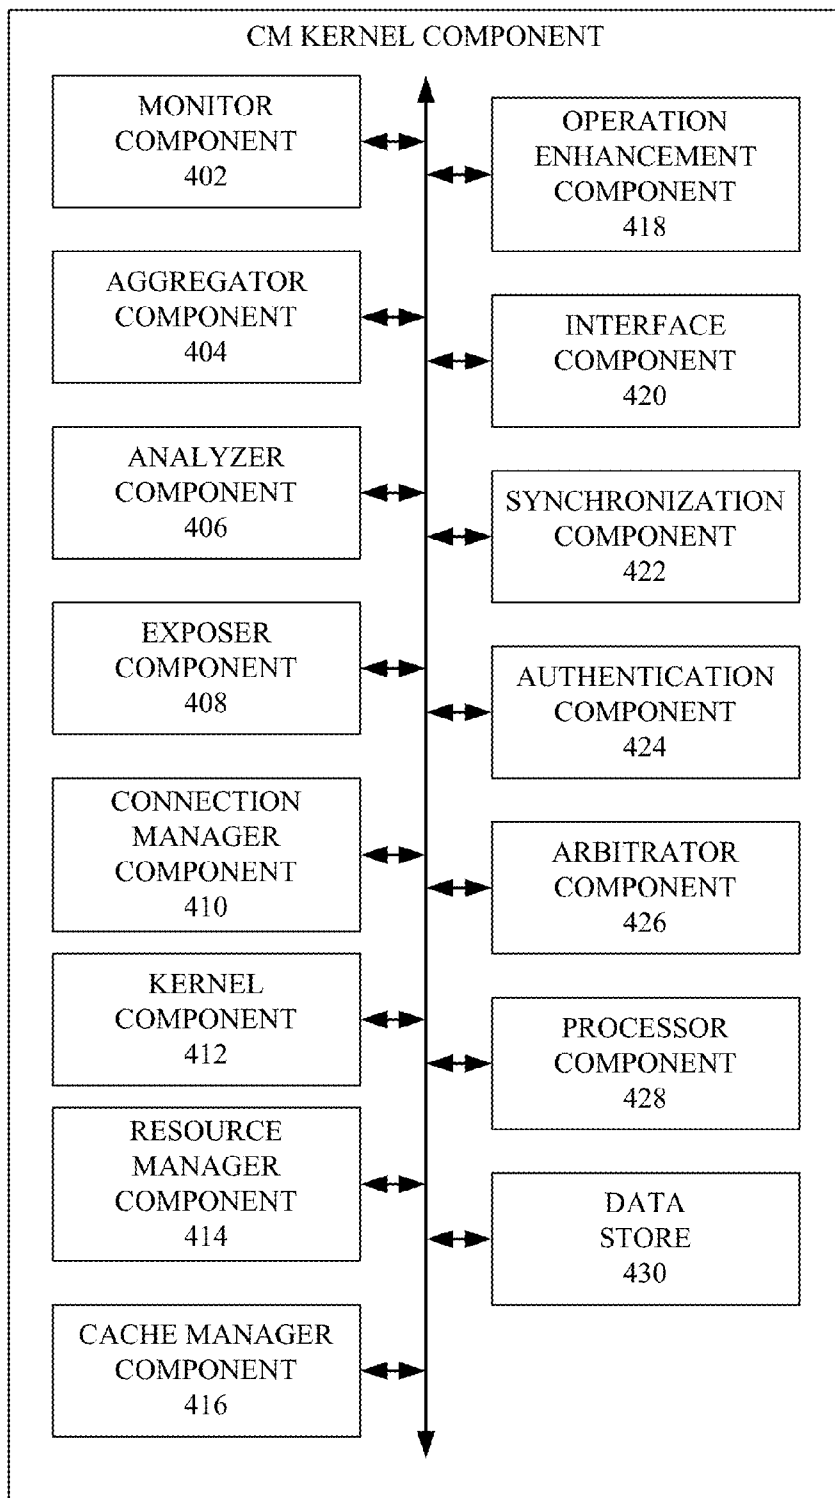 CM KERNEL COMPONENT
MONITOR
COMPONENT
402
AGGREGATOR
COMPONENT
404
ANALYZER
COMPONENT
406
EXPOSER
COMPONENT
408
CONNECTION
MANAGER
COMPONENT
410
KERNEL
COMPONENT
412
RESOURCE
MANAGER
COMPONENT
414
CACHE MANAGER
COMPONENT
416
OPERATION
ENHANCEMENT
COMPONENT
418
INTERFACE
COMPONENT
420
SYNCHRONIZATION
COMPONENT
422
AUTHENTICATION
COMPONENT
424
ARBITRATOR
COMPONENT
426
PROCESSOR
COMPONENT
428
DATA
STORE
430